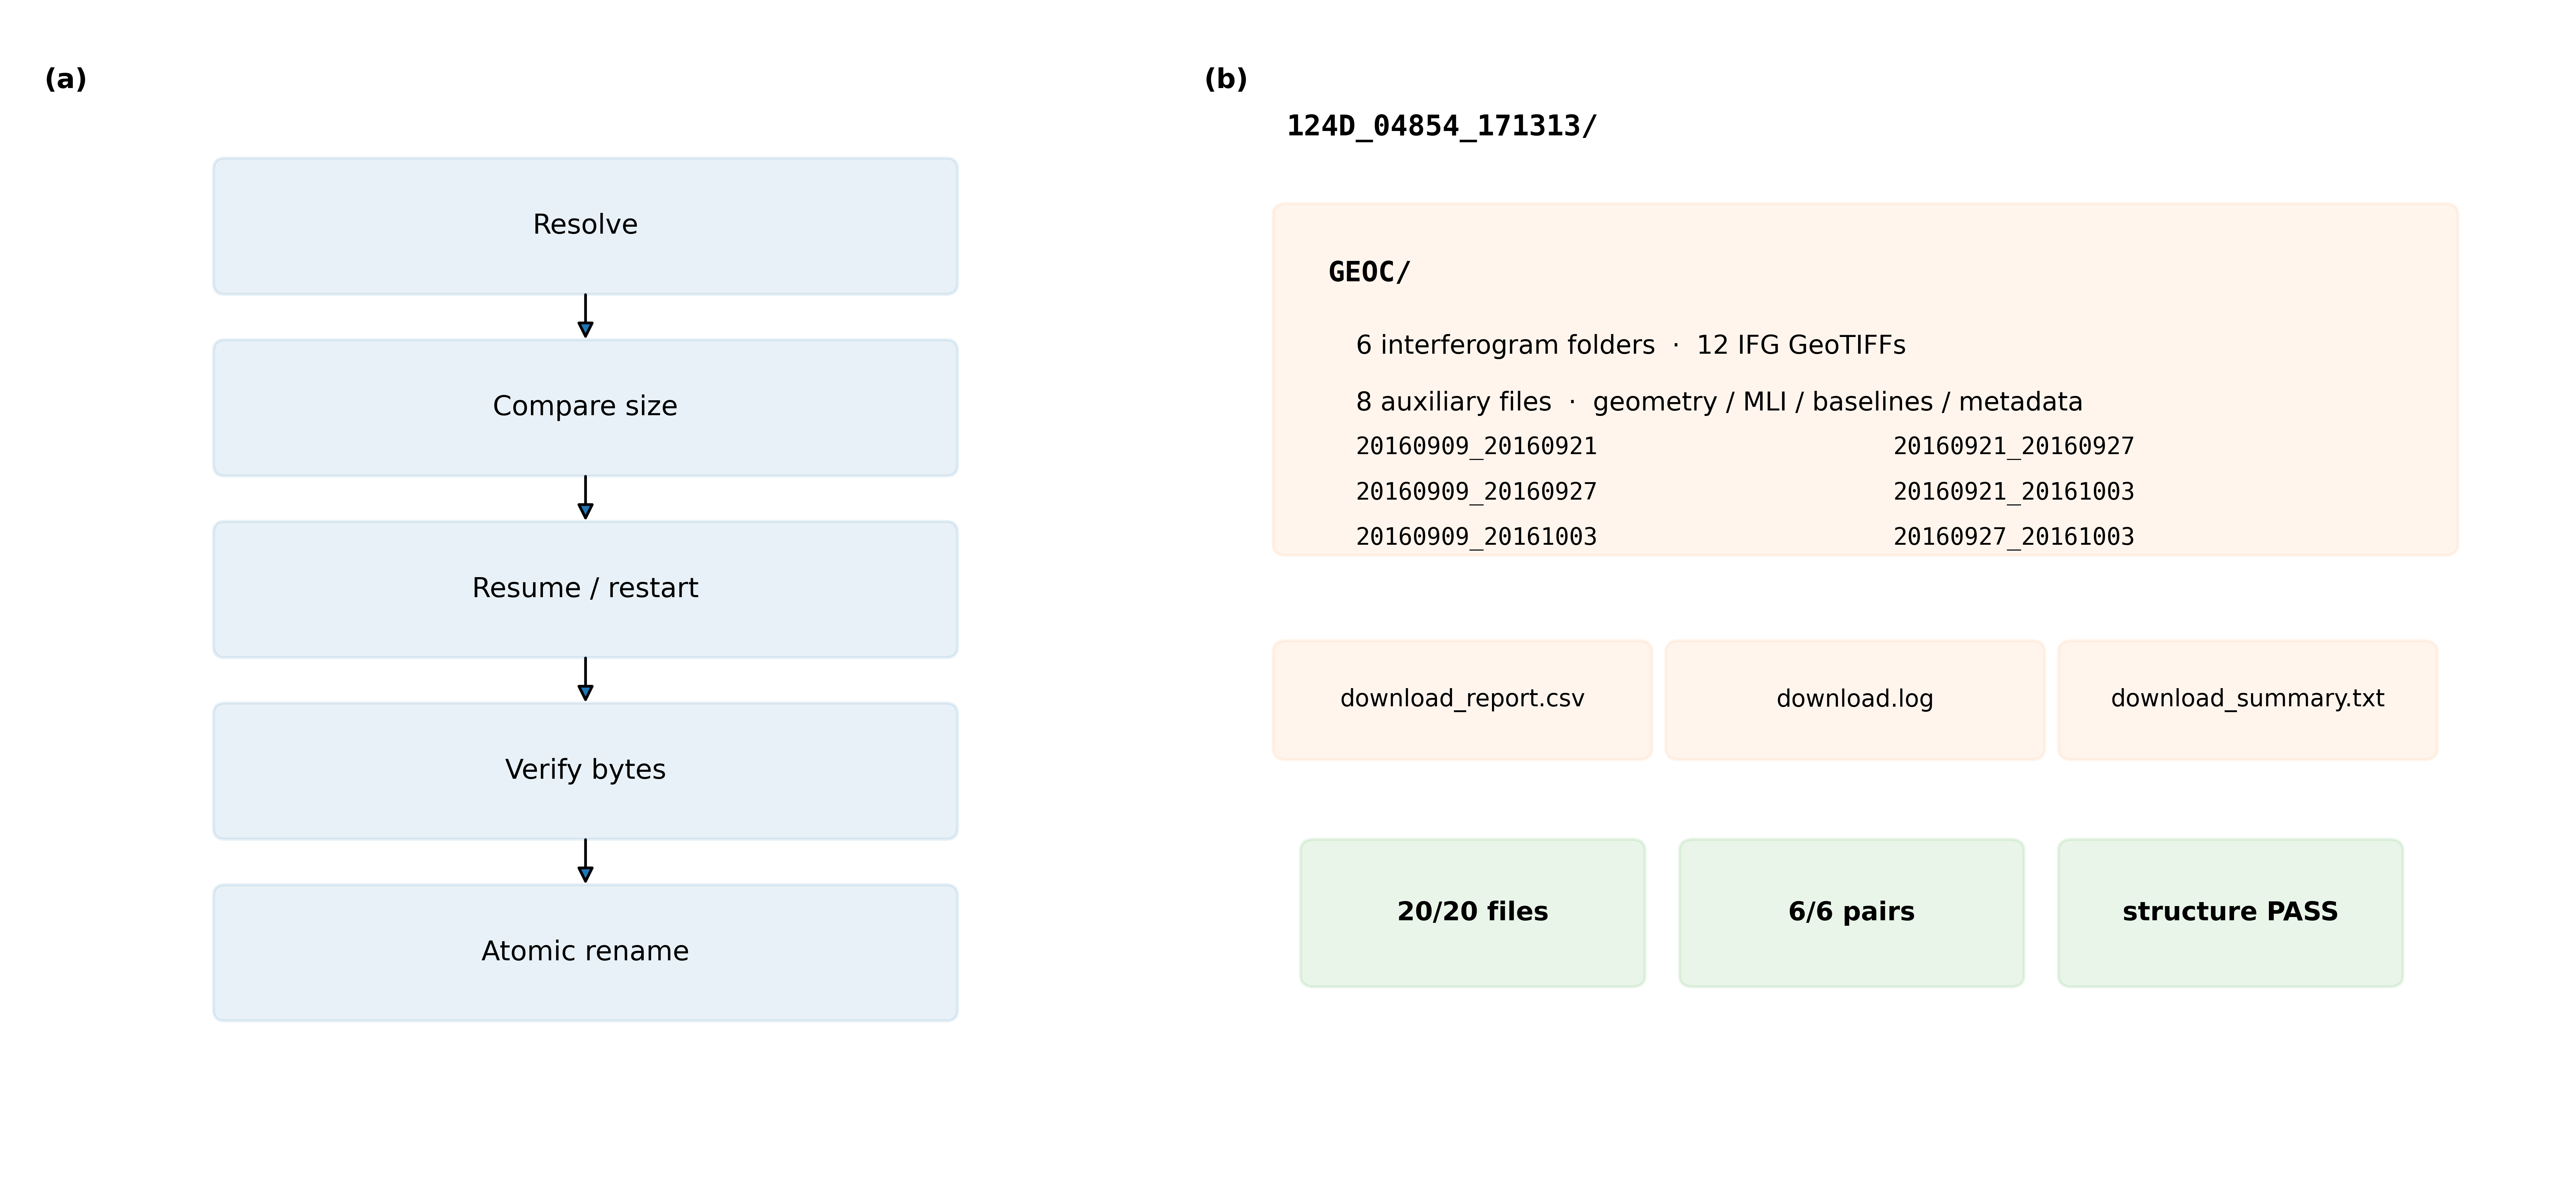 (a)
Resolve
Compare size
Resume / restart
Verify bytes
Atomic rename
(b)
124D_04854_171313/
GEOC/
6 interferogram folders · 12 IFG GeoTIFFs
8 auxiliary files · geometry / MLI / baselines / metadata
20160909_20160921 20160921_20160927
20160909_20160927 20160921_20161003
20160909_20161003 20160927_20161003
download_report.csv download.log download_summary.txt
20/20 files 6/6 pairs structure PASS